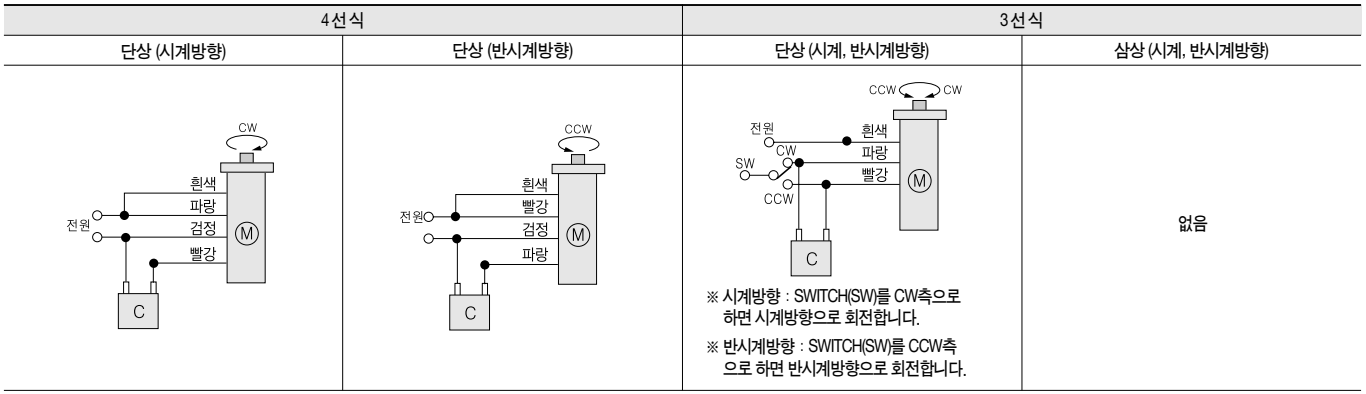 4선식
3선식
단상 (시계방향)
단상 (반시계방향)
단상 (시계, 반시계방향)
삼상 (시계, 반시계방향)
CW
흰색
파랑
전원
검정
M
빨강
C
CCW
흰색
빨강
전원
검정
M
파랑
C
CCW
CW
전원
흰색
CW
파랑
SW
빨강
M
CCW
C
※ 시계방향 : SWITCH(SW)를 CW측으로
하면 시계방향으로 회전합니다.
※ 반시계방향 : SWITCH(SW)를 CCW측
으로 하면 반시계방향으로 회전합니다.
없음